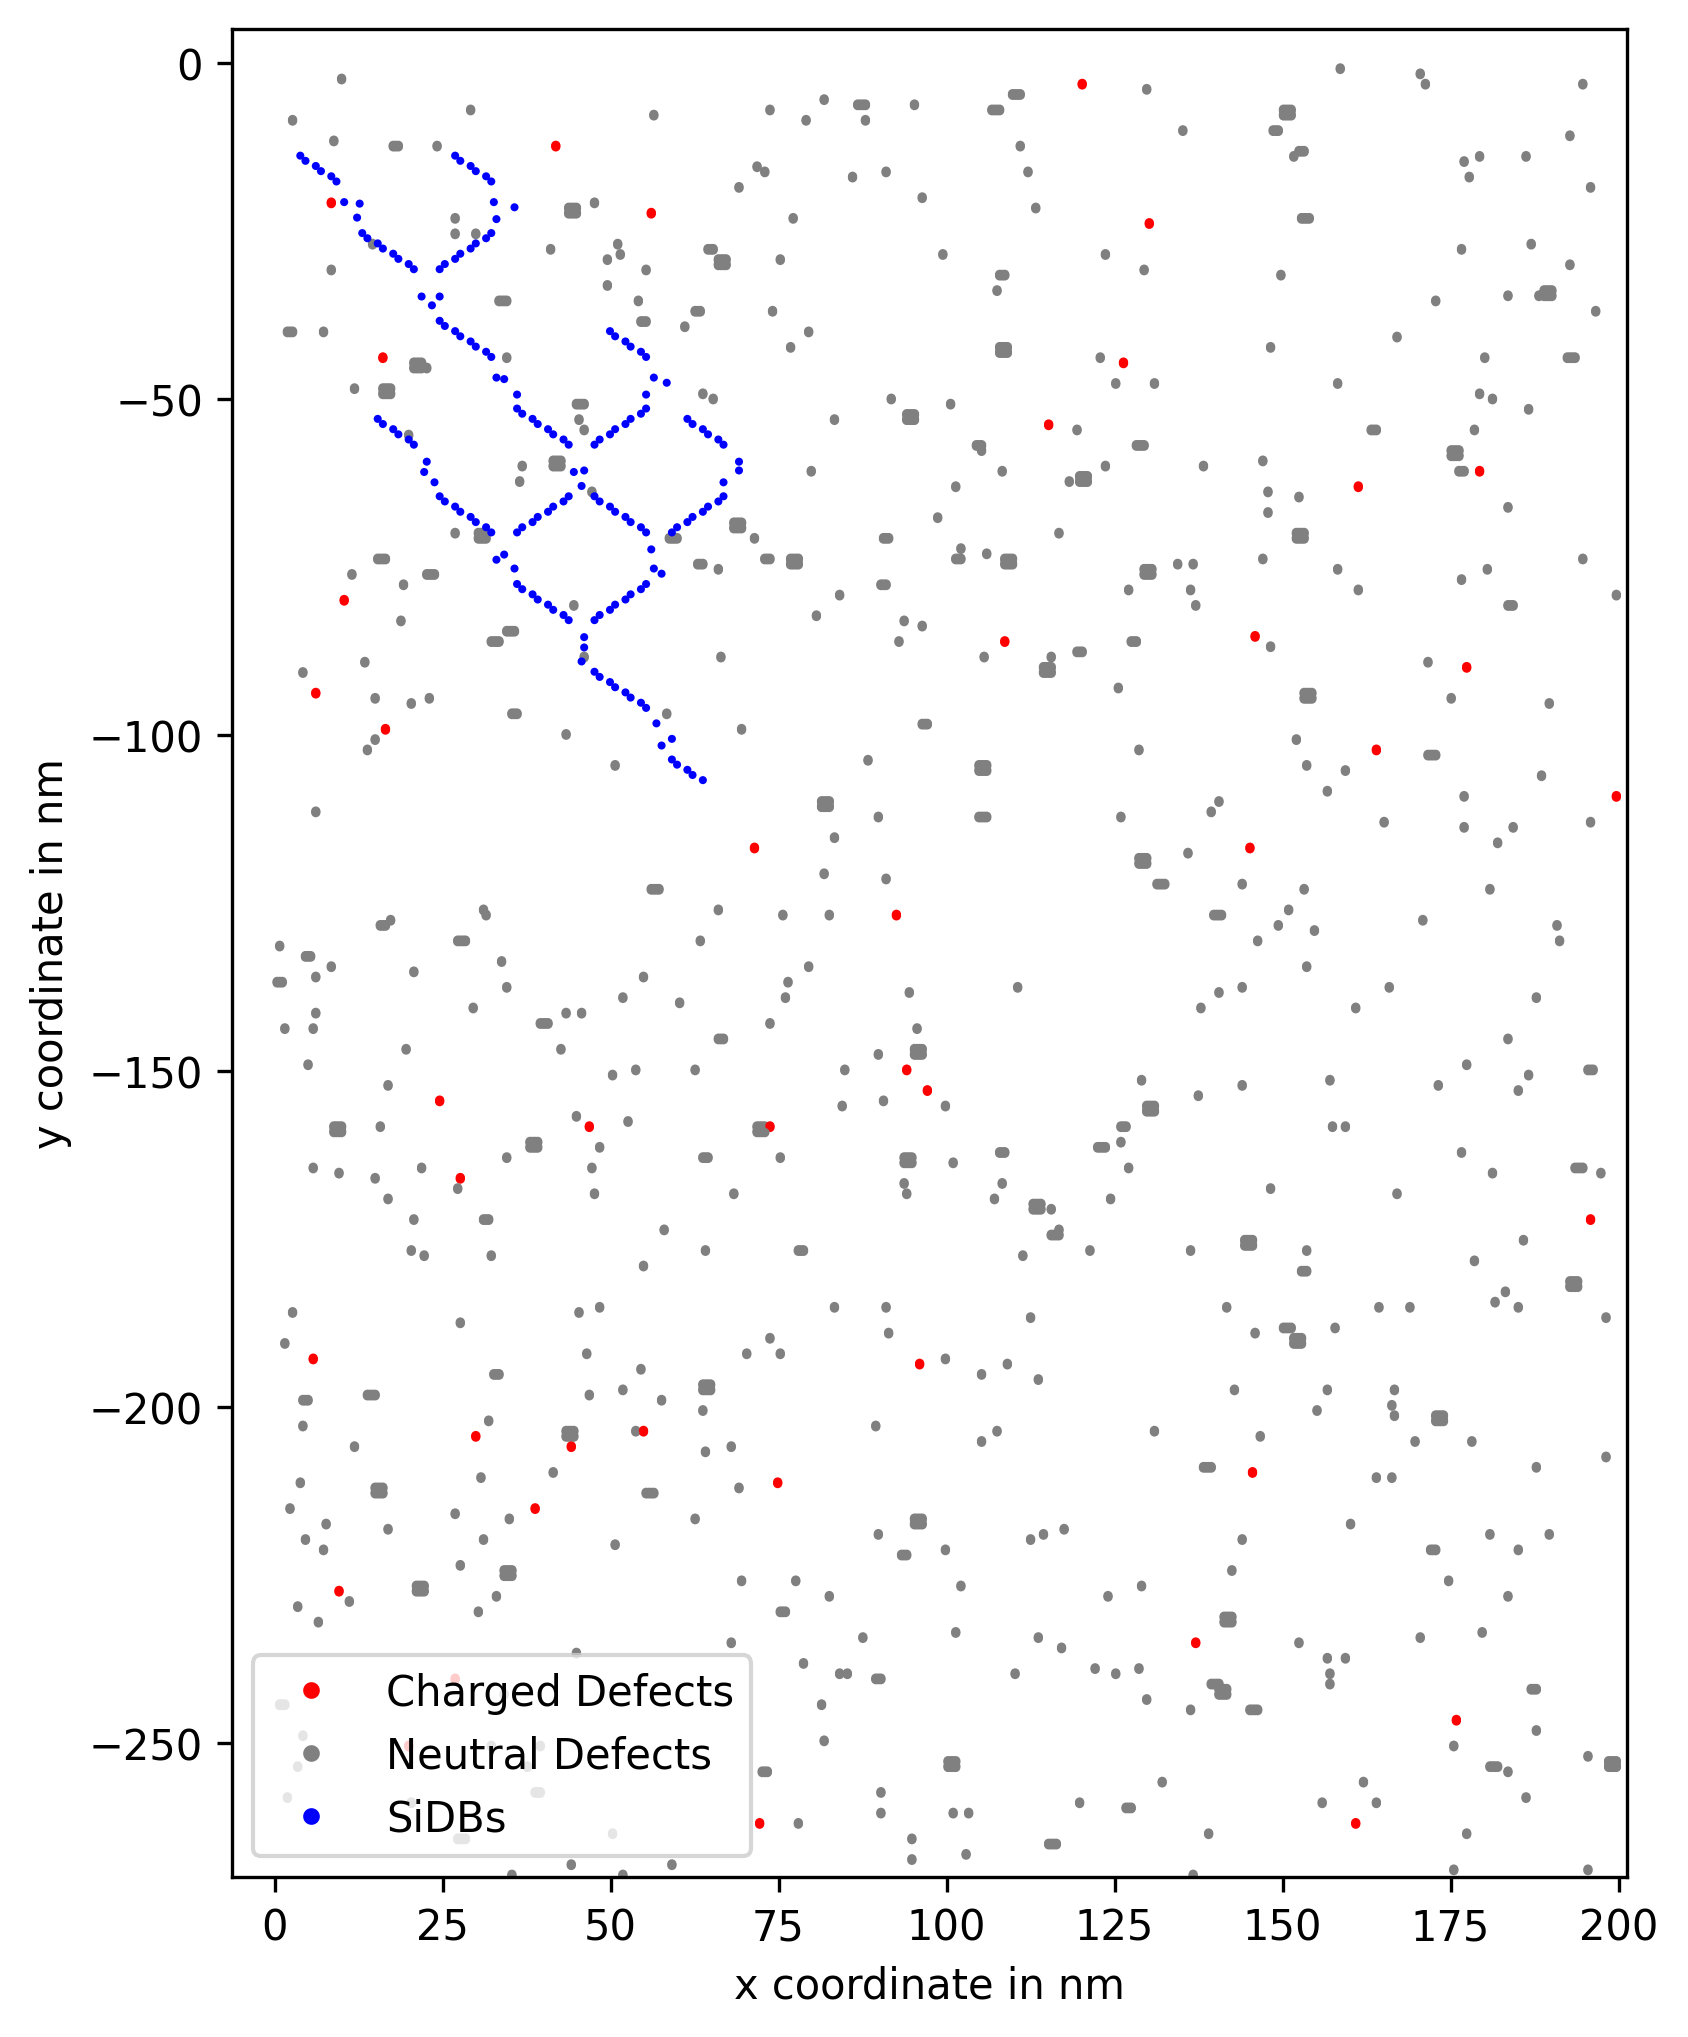 0
−50
−100
−150
−200
−250
y coordinate in nm
Charged Defects
Neutral Defects
SiDBs
0 25 50 75 100 125 150 175 200
x coordinate in nm